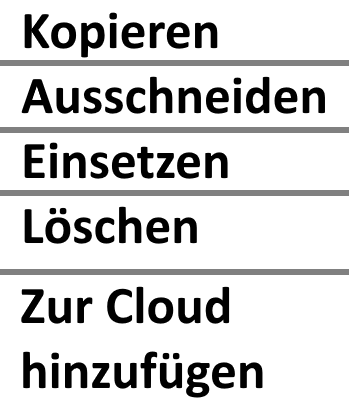 Kopieren
Ausschneiden
Einsetzen
Löschen
Zur Cloud
hinzufügen